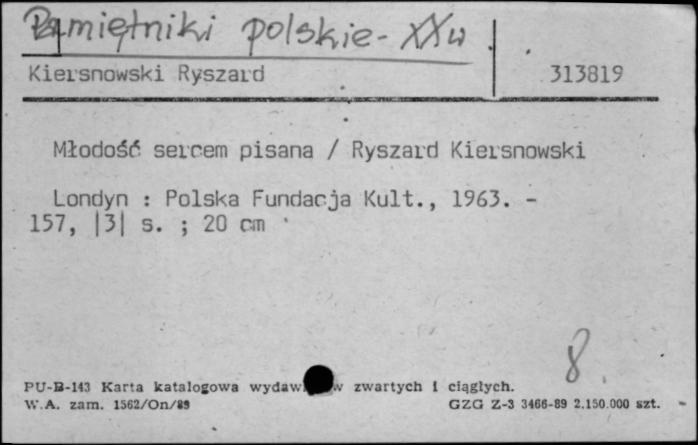 Pamiętniki polskie - XX w
Kiersnowski Ryszard 313819
Młodość sercem pisana / Ryszard Kiersnowski
Londyn : Polska Fundacja Kult., 1963. -
157, |3| s. ; 20 cm
8.
PU-B-143 Karta katalogowa wydaw w zwartych i ciągłych.
W.A. zam. 1562/On/89 GZG Z-3 3466-89 2.150.000 szt.